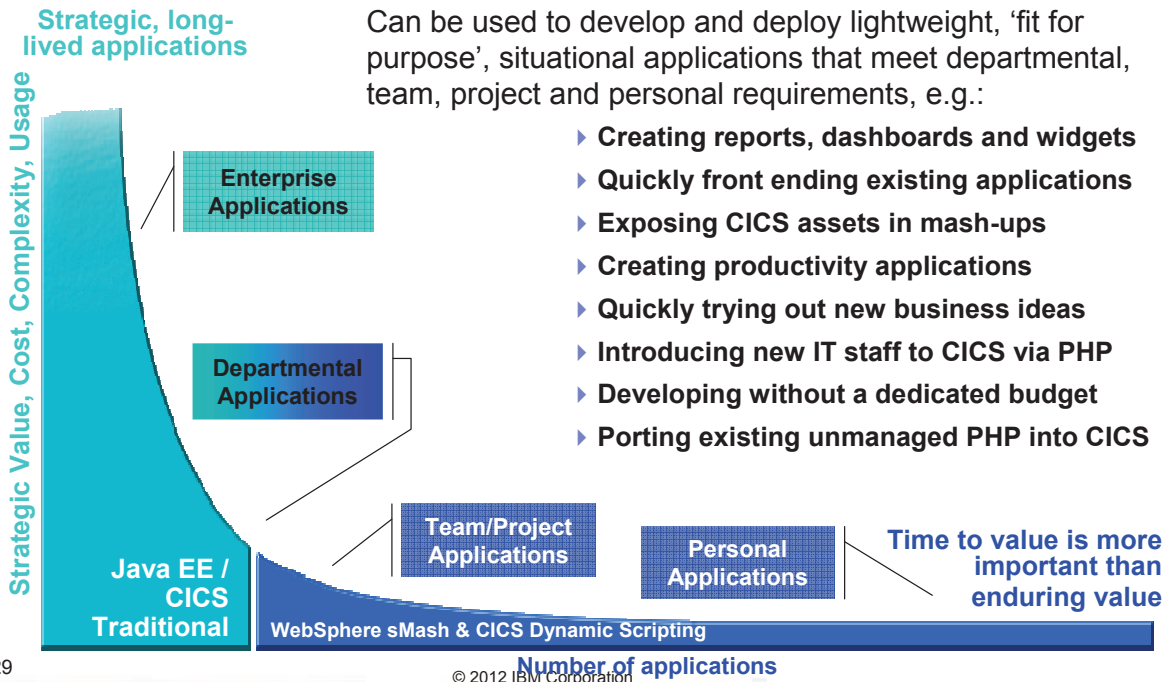 Strategic, long-
lived applications
Can be used to develop and deploy lightweight, ‘fit for
purpose’, situational applications that meet departmental,
team, project and personal requirements, e.g.:
Creating reports, dashboards and widgets
Quickly front ending existing applications
Exposing CICS assets in mash-ups
Creating productivity applications
Quickly trying out new business ideas
Introducing new IT staff to CICS via PHP
Developing without a dedicated budget
Porting existing unmanaged PHP into CICS
Strategic Value, Cost, Complexity, Usage
Enterprise
Applications
Departmental
Applications
Team/Project
Applications
Personal
Applications
Time to value is more
important than
enduring value
Java EE /
CICS
Traditional
WebSphere sMash & CICS Dynamic Scripting
Number of applications
29
© 2012 IBM Corporation